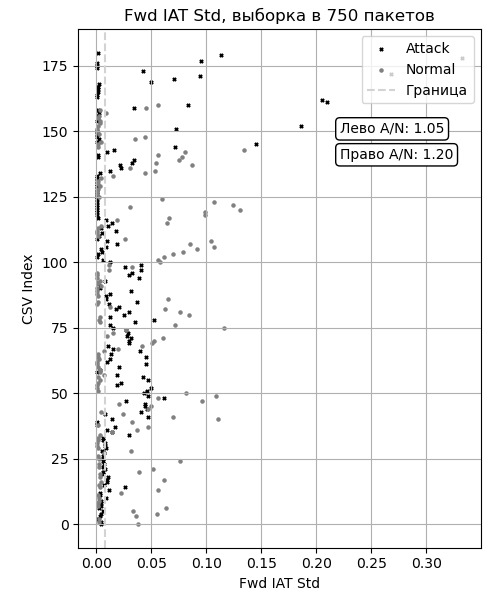 Fwd IAT Std, выборка в 750 пакетов
Attack
Normal
Граница
Лево A/N: 1.05
Право A/N: 1.20
175
150
125
100
75
50
25
0
CSV Index
0.00 0.05 0.10 0.15 0.20 0.25 0.30
Fwd IAT Std